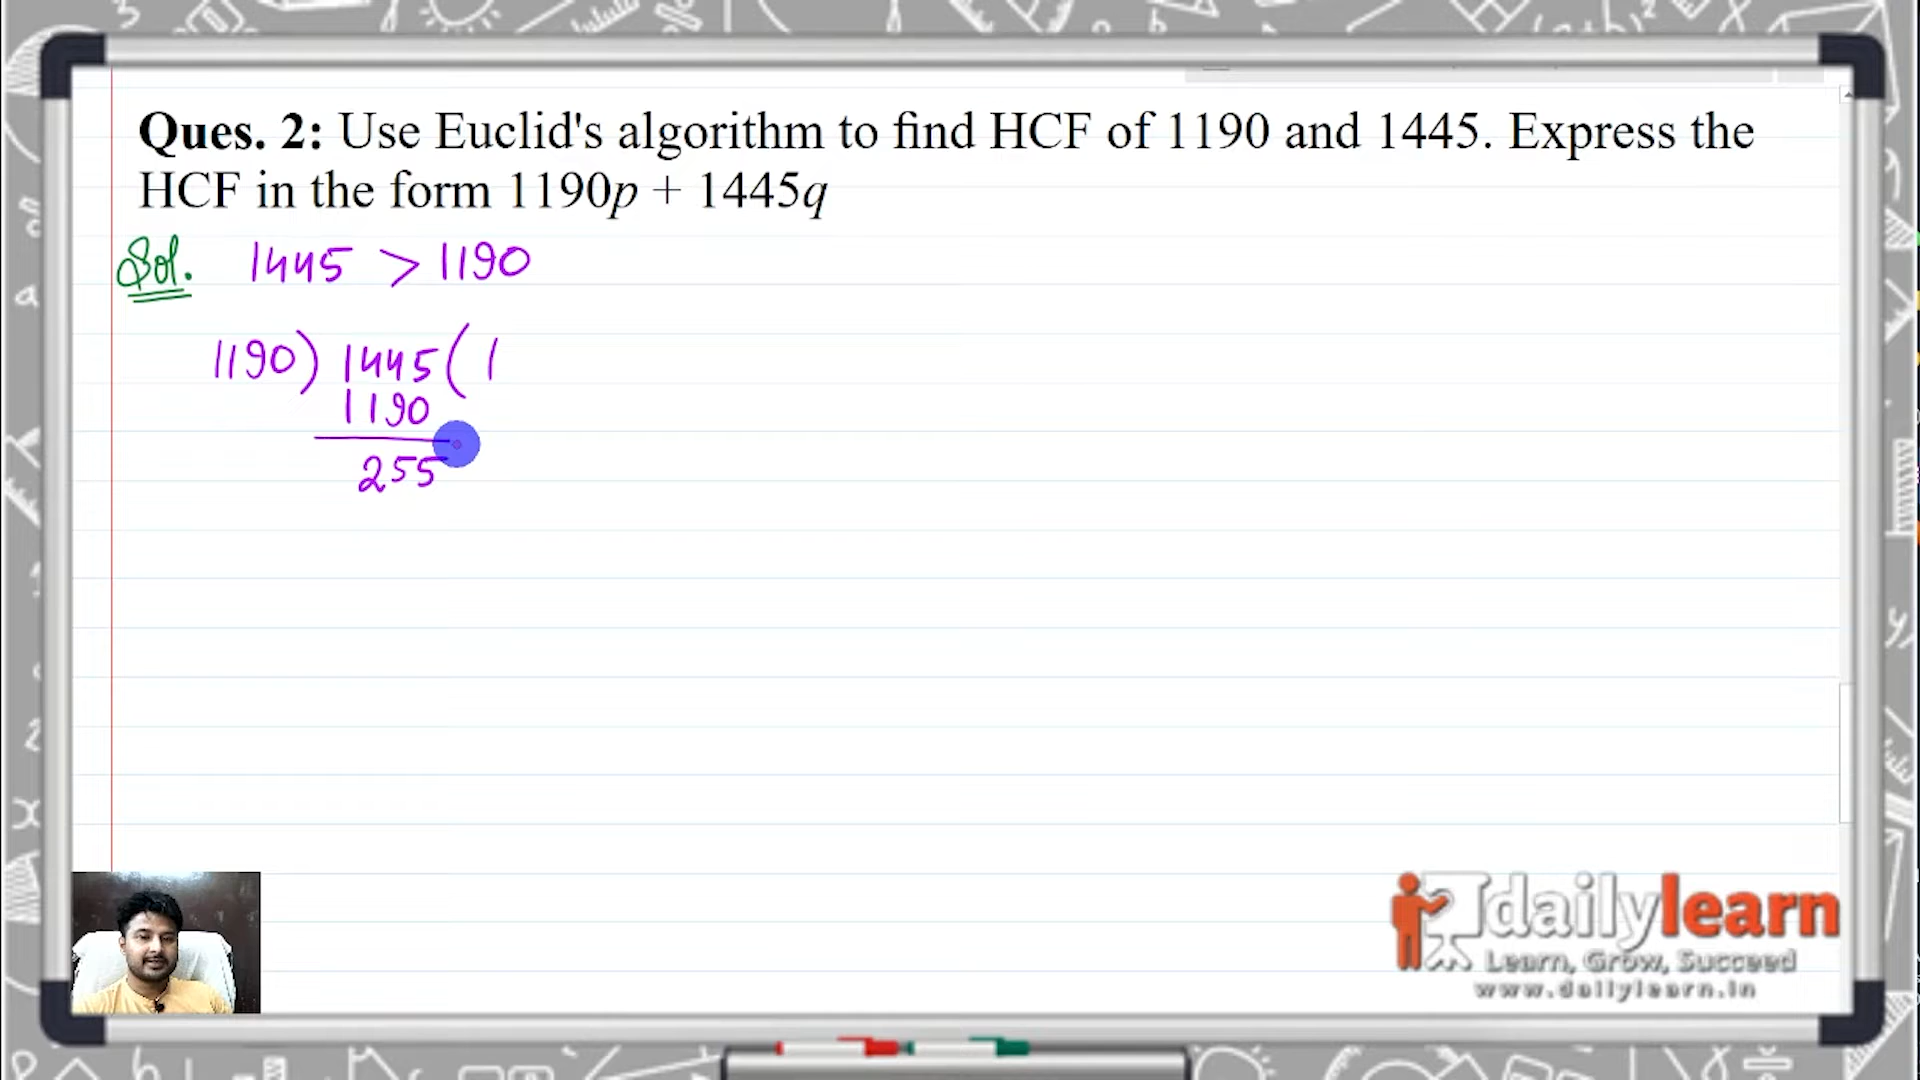 Ques. 2: Use Euclid's algorithm to find HCF of 1190 and 1445. Express the
HCF in the form 1190p + 1445q
Sol. 1445 > 1190
1190) 1445 ( 1
1190
255
dailylearn
Learn, Grow, Succeed
www.dailylearn.in